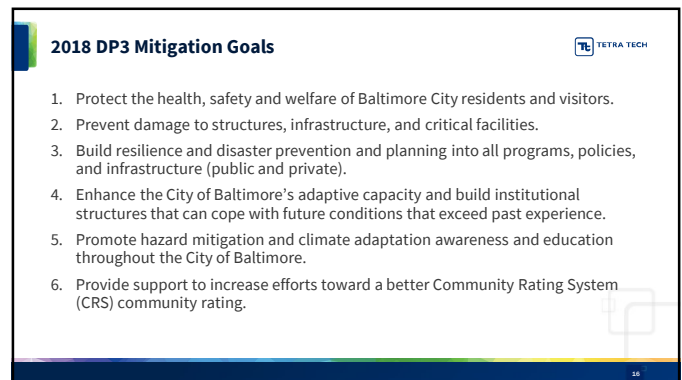 2018 DP3 Mitigation Goals
Tt TETRA TECH
1. Protect the health, safety and welfare of Baltimore City residents and visitors.
2. Prevent damage to structures, infrastructure, and critical facilities.
3. Build resilience and disaster prevention and planning into all programs, policies,
and infrastructure (public and private).
4. Enhance the City of Baltimore’s adaptive capacity and build institutional
structures that can cope with future conditions that exceed past experience.
5. Promote hazard mitigation and climate adaptation awareness and education
throughout the City of Baltimore.
6. Provide support to increase efforts toward a better Community Rating System
(CRS) community rating.
16